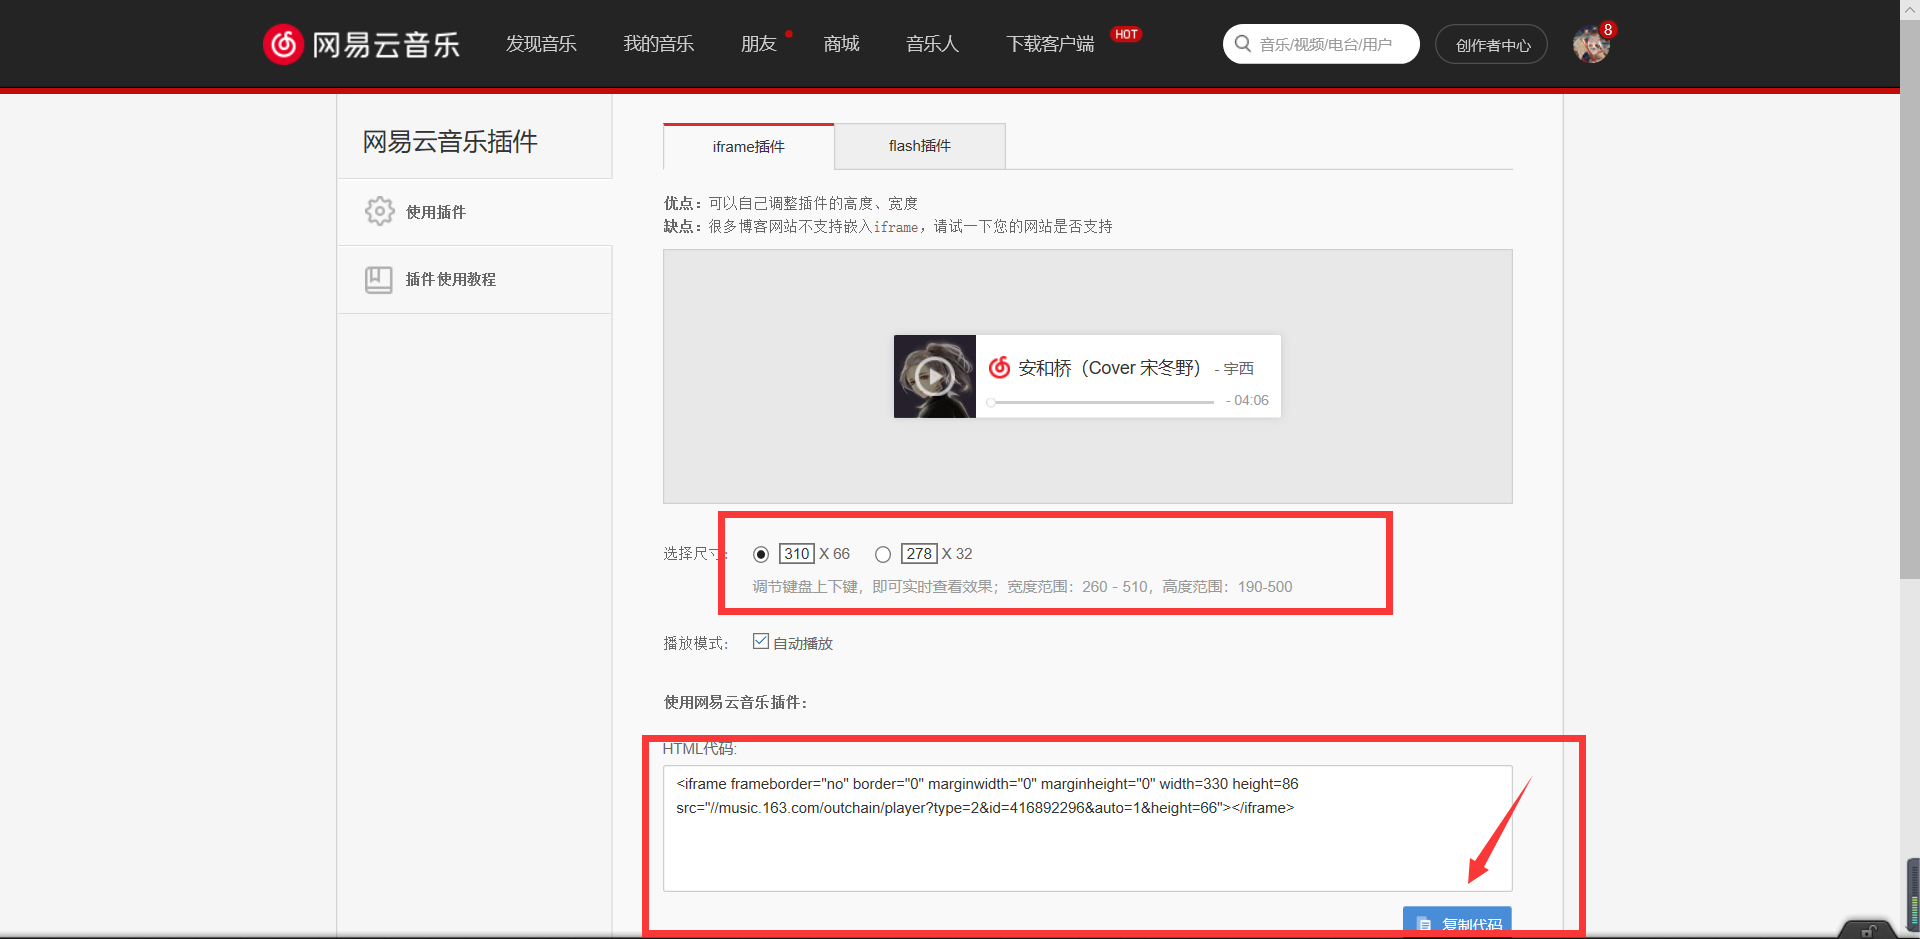 网易云音乐
发现音乐
我的音乐
朋友
商城
音乐人
下载客户端
HOT
音乐/视频/电台/用户
创作者中心
8
网易云音乐插件
使用插件
插件使用教程
iframe插件
flash插件
优点：可以自己调整插件的高度、宽度
缺点：很多博客网站不支持嵌入iframe，请试一下您的网站是否支持
安和桥（Cover 宋冬野） - 宇西
- 04:06
选择尺寸：
310 X 66
278 X 32
调节键盘上下键，即可实时查看效果；宽度范围：260 - 510，高度范围：190-500
播放模式：
自动播放
使用网易云音乐插件：
HTML代码:
<iframe frameborder="no" border="0" marginwidth="0" marginheight="0" width=330 height=86
src="//music.163.com/outchain/player?type=2&id=416892296&auto=1&height=66"></iframe>
复制代码